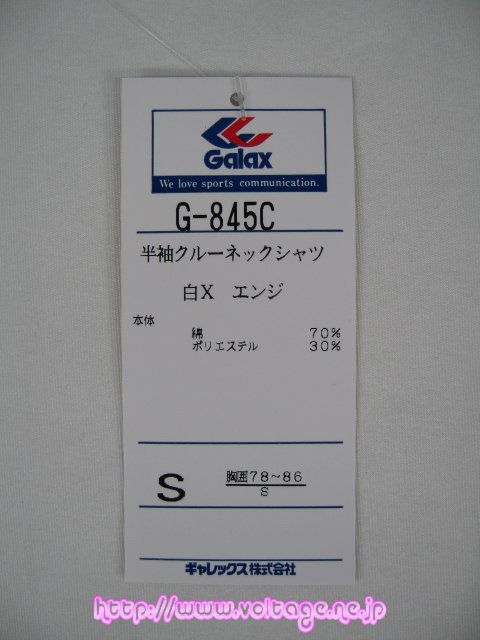 Galax
We love sports communication.
G-845C
半袖クルーネックシャツ
白X エンジ
本体
綿 70%
ポリエステル 30%
S 胸囲78~86
S
ギャレックス株式会社
http://www.voltage.ne.jp